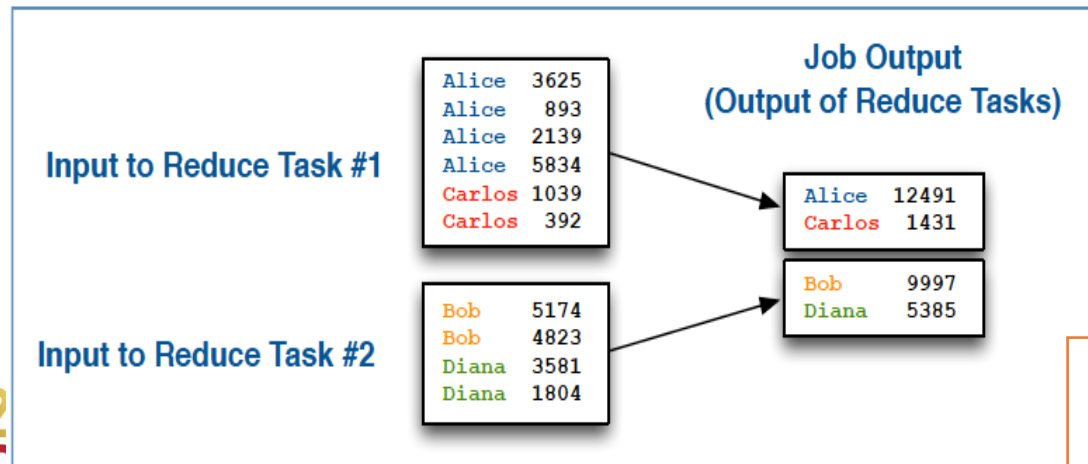 Job Output
(Output of Reduce Tasks)
Input to Reduce Task #1
Alice 3625
Alice 893
Alice 2139
Alice 5834
Carlos 1039
Carlos 392
Alice 12491
Carlos 1431
Input to Reduce Task #2
Bob 5174
Bob 4823
Diana 3581
Diana 1804
Bob 9997
Diana 5385